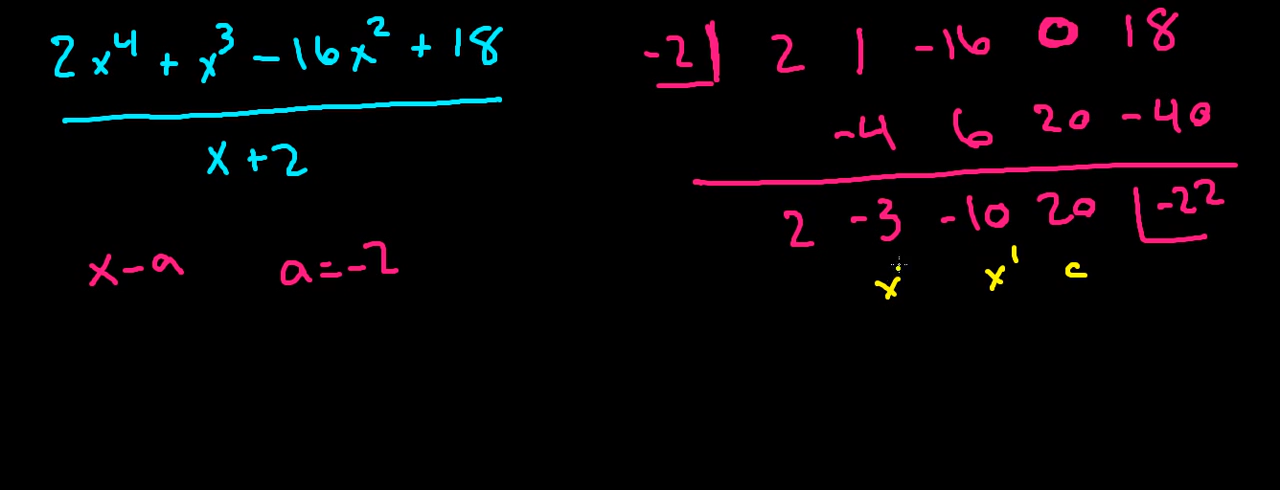 2x⁴ + x³ − 16x² + 18
x + 2
x − a a = −2
-2| 2 1 -16 0 18
-4 6 20 -40
2 -3 -10 20 |-22
x x¹ c